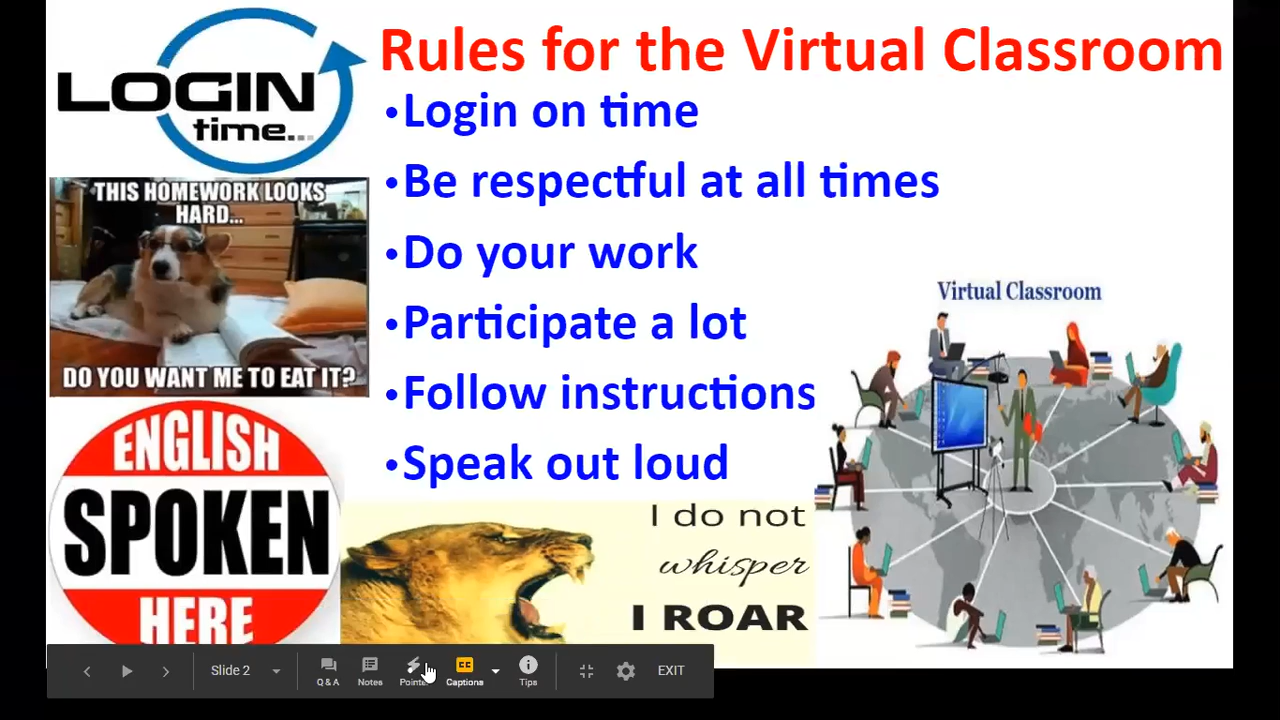 Rules for the Virtual Classroom
LOGIN
time...
•Login on time
•Be respectful at all times
•Do your work
•Participate a lot
•Follow instructions
•Speak out loud
THIS HOMEWORK LOOKS
HARD...
DO YOU WANT ME TO EAT IT?
Virtual Classroom
ENGLISH
SPOKEN
HERE
I do not
whisper
I ROAR
Slide 2
Q & A
Notes
Pointer
CC
Captions
Tips
EXIT